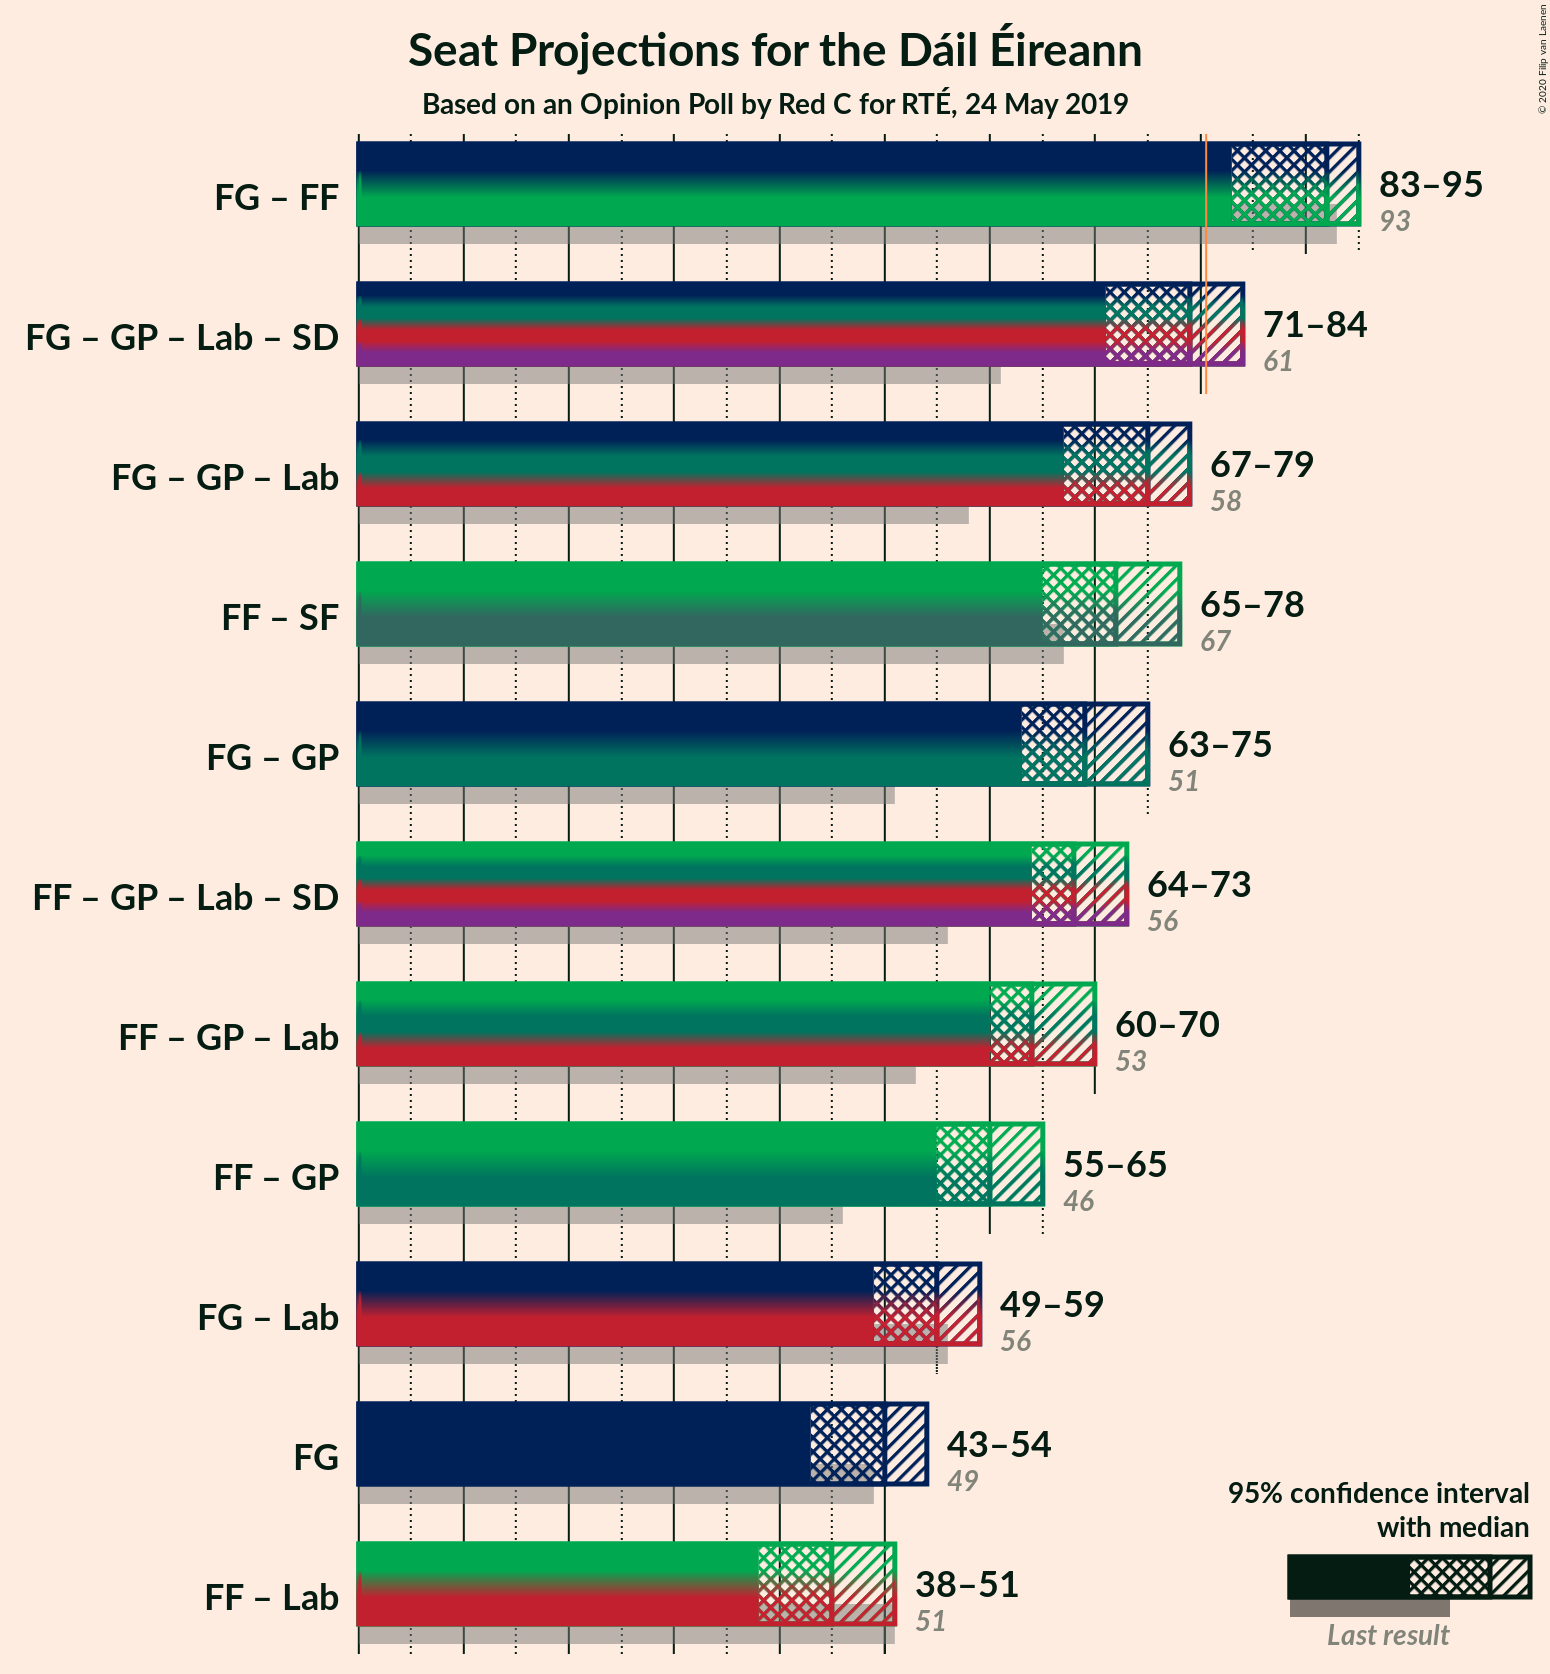 Seat Projections for the Dáil Éireann
Based on an Opinion Poll by Red C for RTÉ, 24 May 2019
© 2020 Filip van Laenen
FG – FF
83–95
93
FG – GP – Lab – SD
71–84
61
FG – GP – Lab
67–79
58
FF – SF
65–78
67
FG – GP
63–75
51
FF – GP – Lab – SD
64–73
56
FF – GP – Lab
60–70
53
FF – GP
55–65
46
FG – Lab
49–59
56
FG
43–54
49
FF – Lab
38–51
51
95% confidence interval
with median
Last result